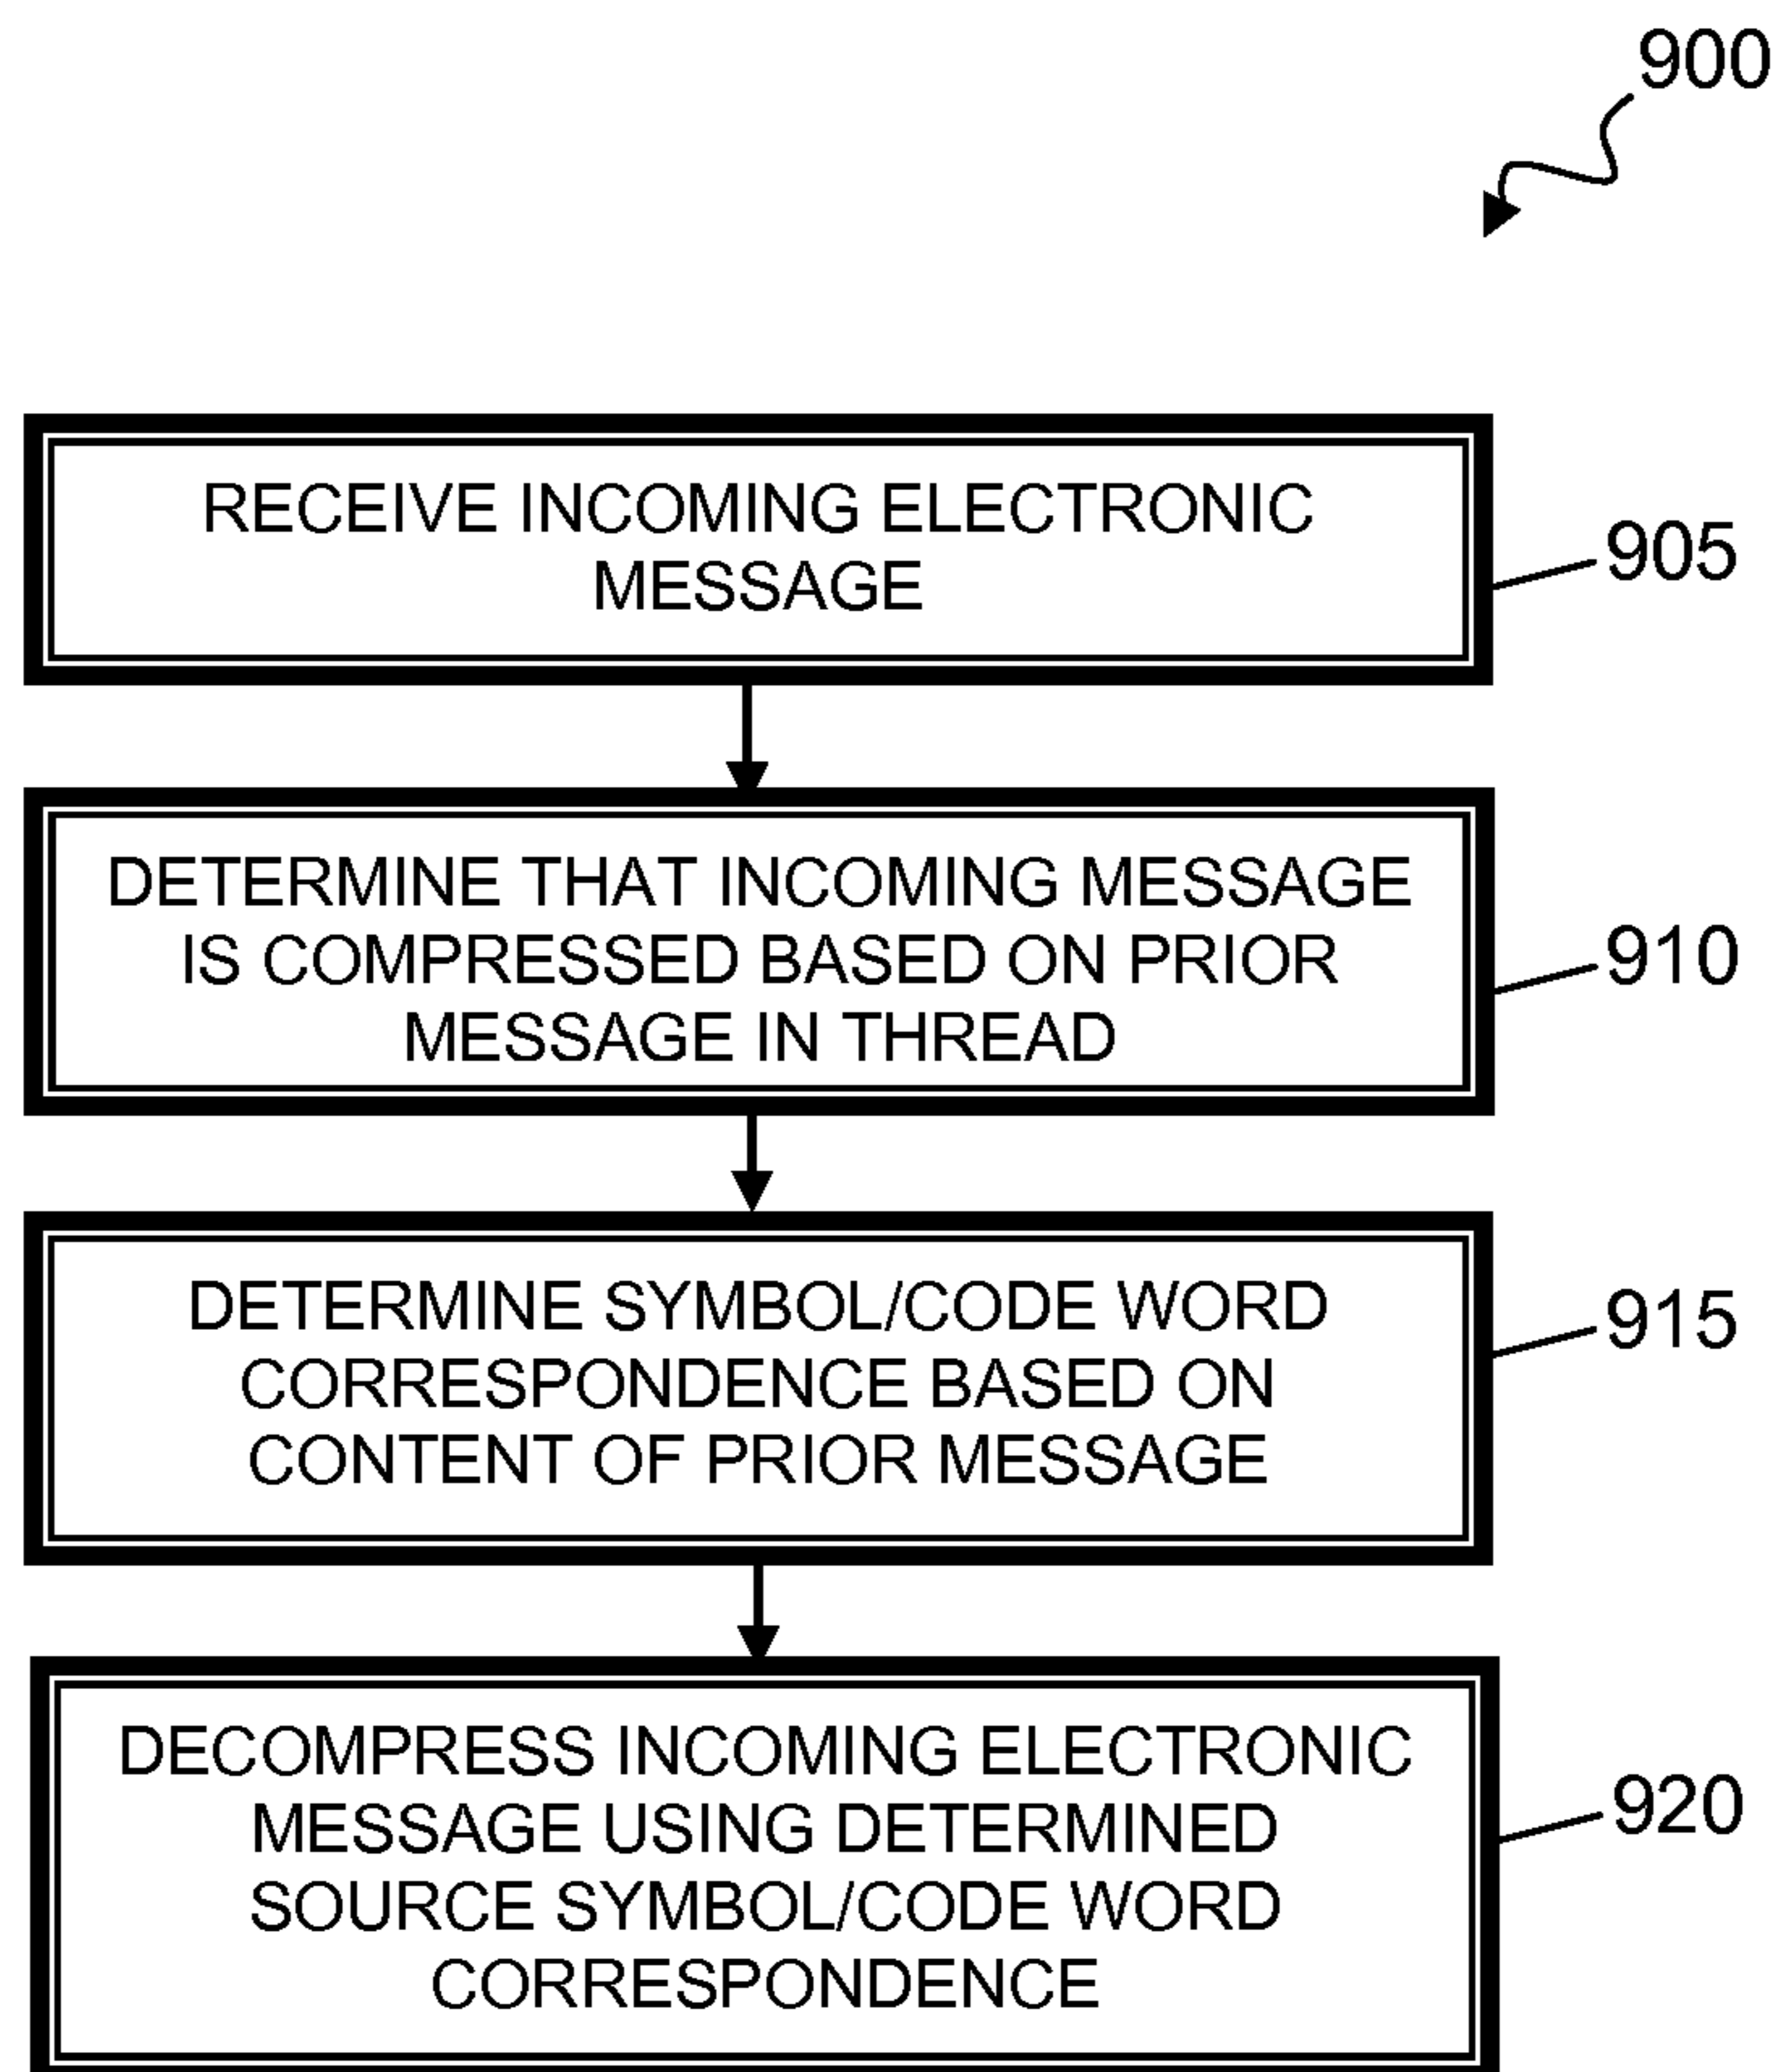 900
RECEIVE INCOMING ELECTRONIC
MESSAGE
905
DETERMINE THAT INCOMING MESSAGE
IS COMPRESSED BASED ON PRIOR
MESSAGE IN THREAD
910
DETERMINE SYMBOL/CODE WORD
CORRESPONDENCE BASED ON
CONTENT OF PRIOR MESSAGE
915
DECOMPRESS INCOMING ELECTRONIC
MESSAGE USING DETERMINED
SOURCE SYMBOL/CODE WORD
CORRESPONDENCE
920